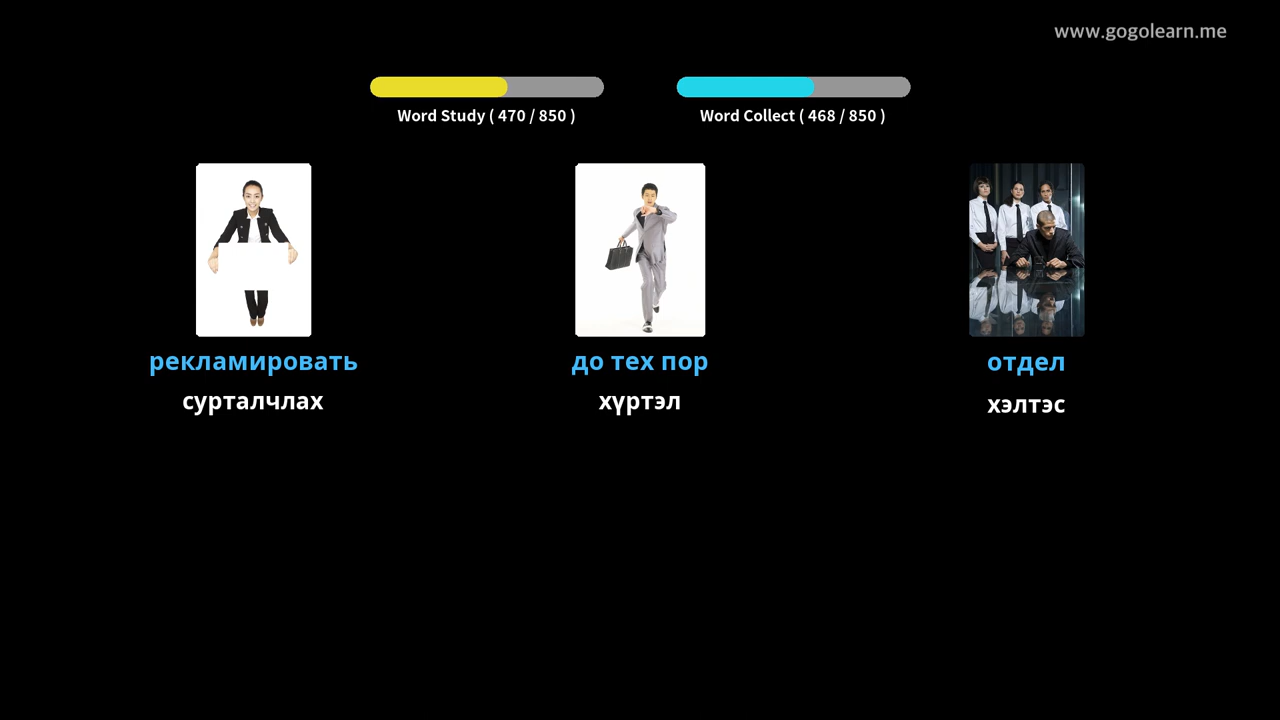 www.gogolearn.me
Word Study ( 470 / 850 )
Word Collect ( 468 / 850 )
рекламировать
сурталчлах
до тех пор
хүртэл
отдел
хэлтэс